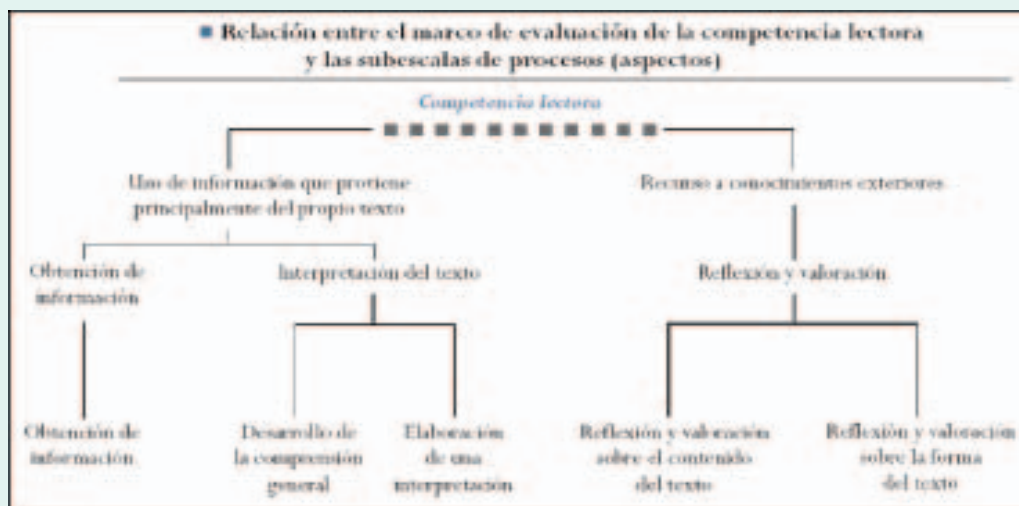 Relación entre el marco de evaluación de la competencia lectora
y las subescalas de procesos (aspectos)
Competencia lectora
Uso de información que proviene
principalmente del propio texto
Recurso a conocimientos exteriores
Obtención de
información
Interpretación del texto
Reflexión y valoración
Obtención de
información
Desarrollo de
la comprensión
general
Elaboración
de una
interpretación
Reflexión y valoración
sobre el contenido
del texto
Reflexión y valoración
sobre la forma
del texto